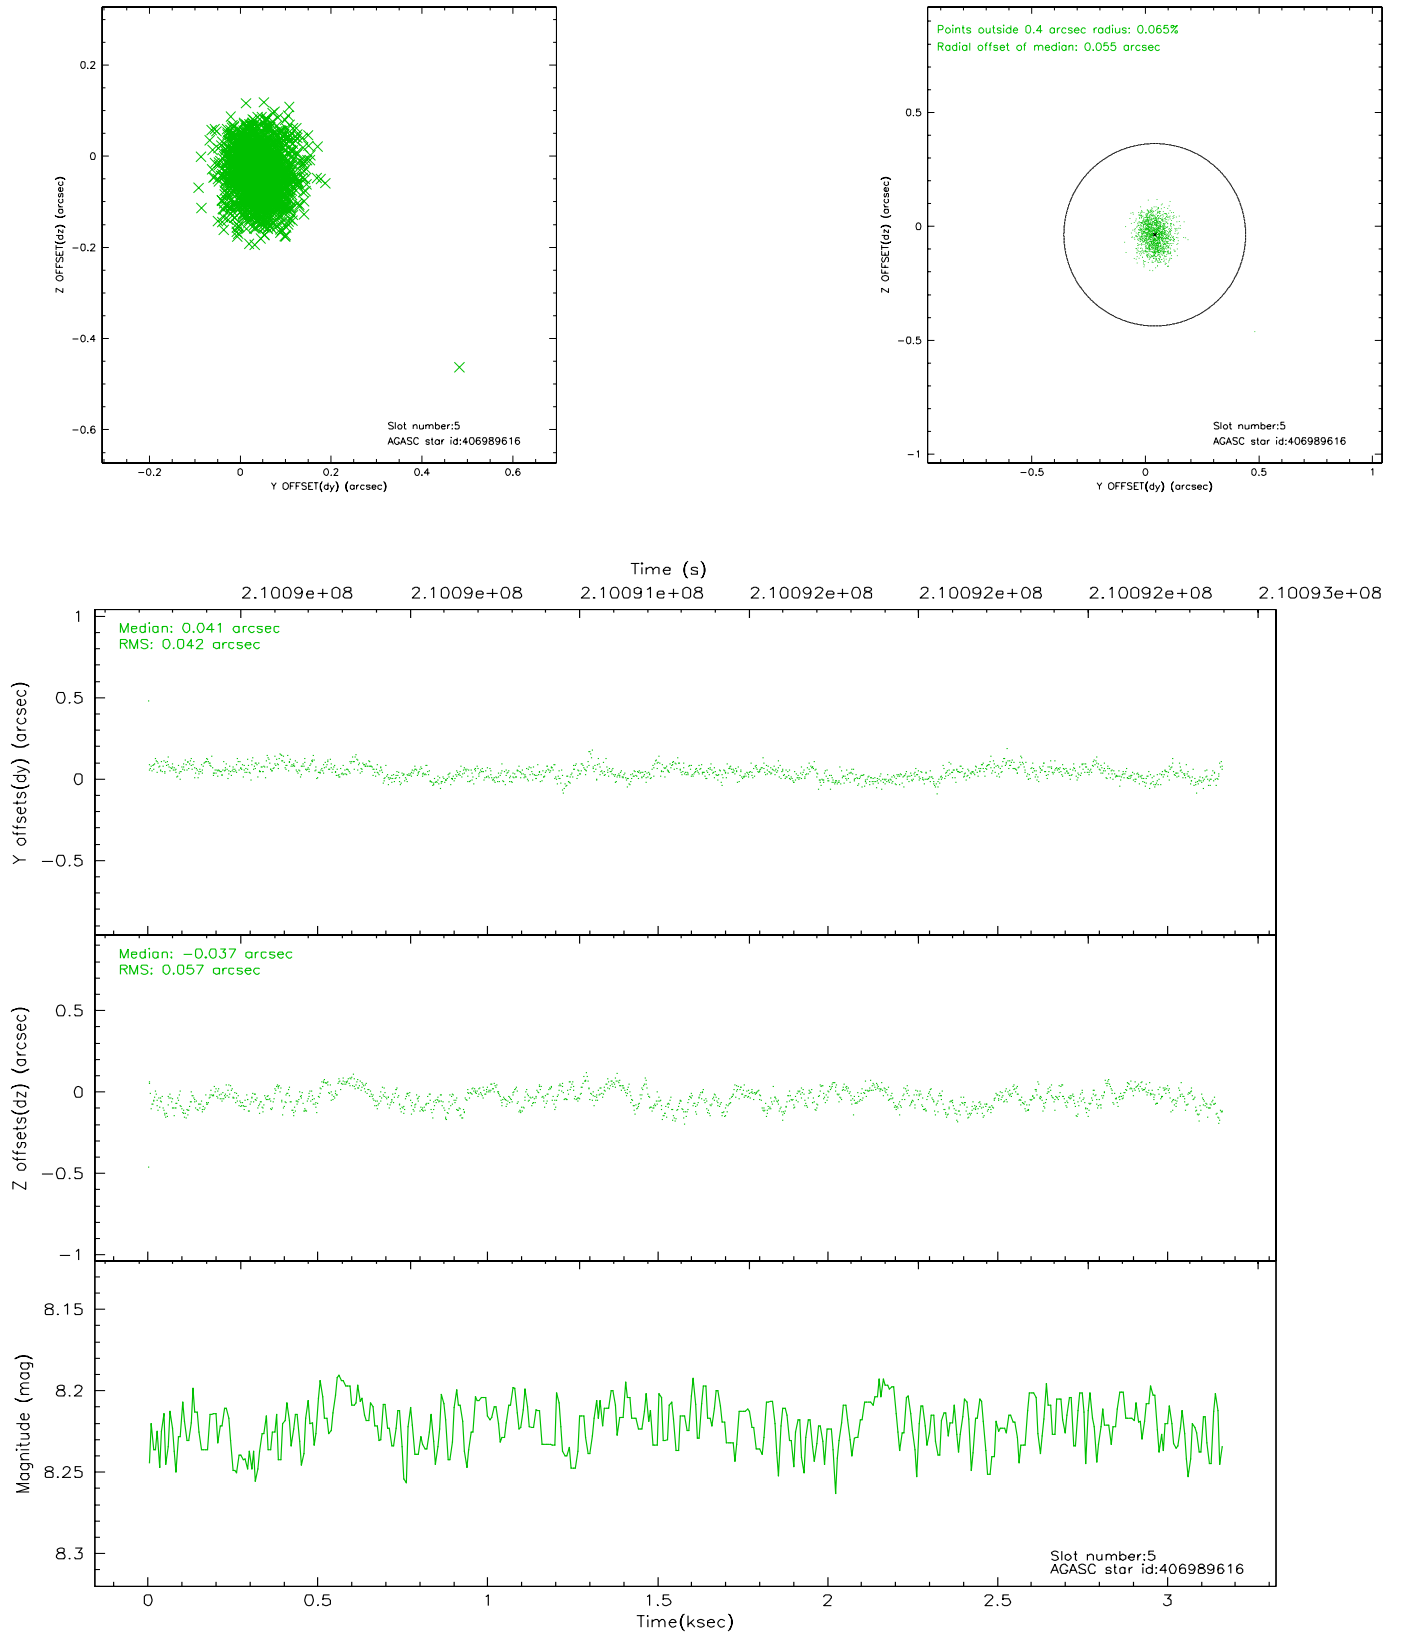 0.2
0
−0.2
−0.4
−0.6
Z OFFSET(dz) (arcsec)
Slot number:5
AGASC star id:406989616
−0.2 0 0.2 0.4 0.6
Y OFFSET(dy) (arcsec)
Points outside 0.4 arcsec radius: 0.065%
Radial offset of median: 0.055 arcsec
0.5
0
−0.5
−1
Z OFFSET(dz) (arcsec)
Slot number:5
AGASC star id:406989616
−0.5 0 0.5 1
Y OFFSET(dy) (arcsec)
Time (s)
2.1009e+08 2.1009e+08 2.10091e+08 2.10092e+08 2.10092e+08 2.10092e+08 2.10093e+08
Median: 0.041 arcsec
RMS: 0.042 arcsec
1
0.5
0
−0.5
Y offsets(dy) (arcsec)
Median: −0.037 arcsec
RMS: 0.057 arcsec
0.5
0
−0.5
−1
Z offsets(dz) (arcsec)
8.15
8.2
8.25
8.3
Magnitude (mag)
Slot number:5
AGASC star id:406989616
0 0.5 1 1.5 2 2.5 3
Time(ksec)